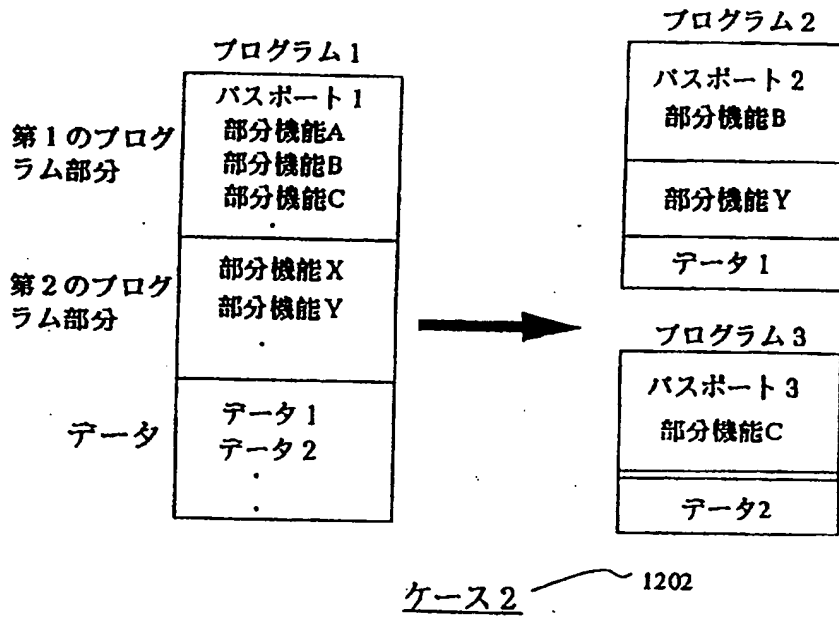 プログラム1
パスポート1
部分機能A
部分機能B
部分機能C
第1のプログ
ラム部分
部分機能X
部分機能Y
第2のプログ
ラム部分
データ
データ1
データ2
プログラム2
パスポート2
部分機能B
部分機能Y
データ1
プログラム3
パスポート3
部分機能C
データ2
ケース2
1202